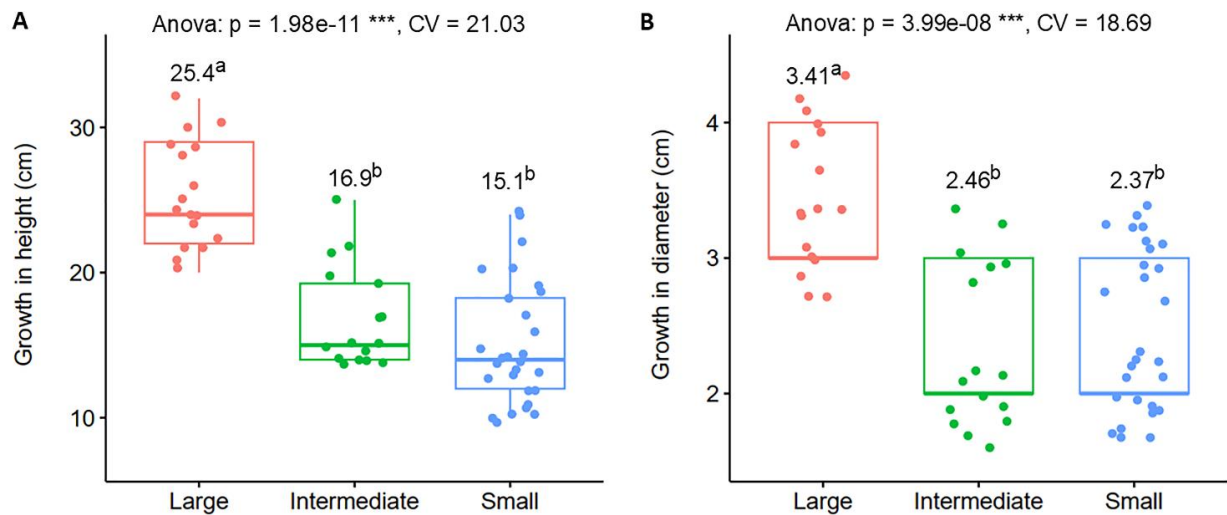 A
Anova: p = 1.98e-11 ***, CV = 21.03
Growth in height (cm)
30
20
10
25.4a
16.9b
15.1b
Large
Intermediate
Small
B
Anova: p = 3.99e-08 ***, CV = 18.69
Growth in diameter (cm)
4
3
2
3.41a
2.46b
2.37b
Large
Intermediate
Small